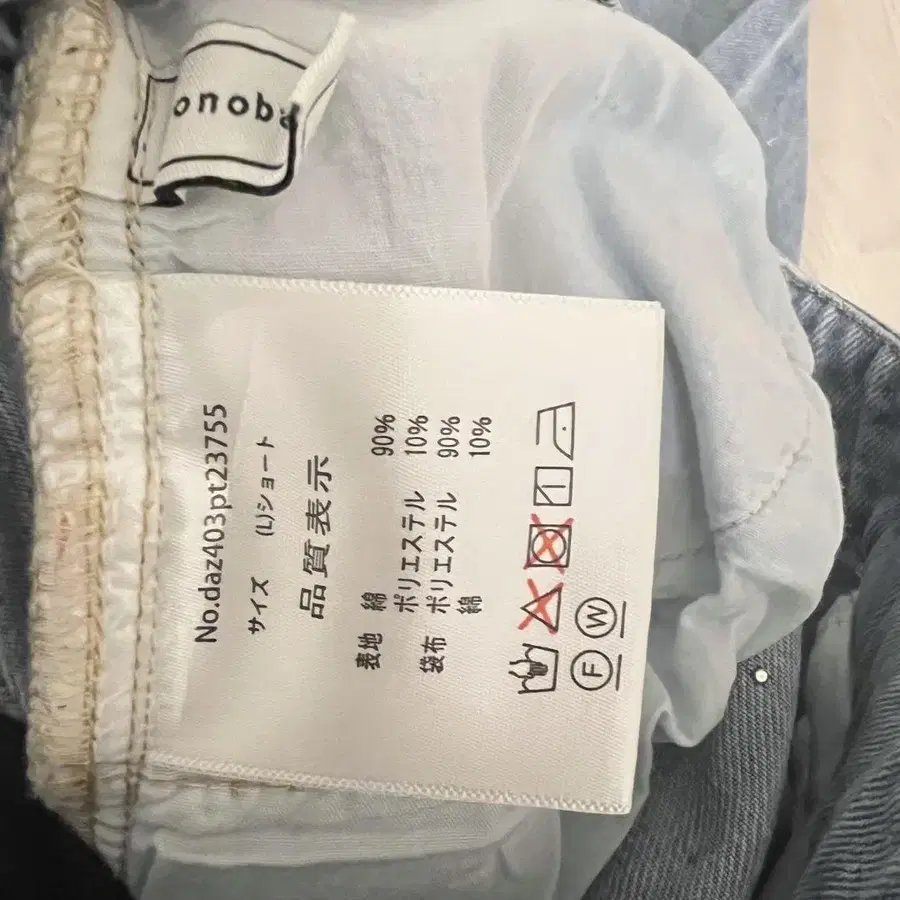 onoba
No.daz403pt23755
サイズ (L)ショート
品質表示
表地 綿 90%
ポリエステル 10%
袋布 ポリエステル 90%
綿 10%
F W